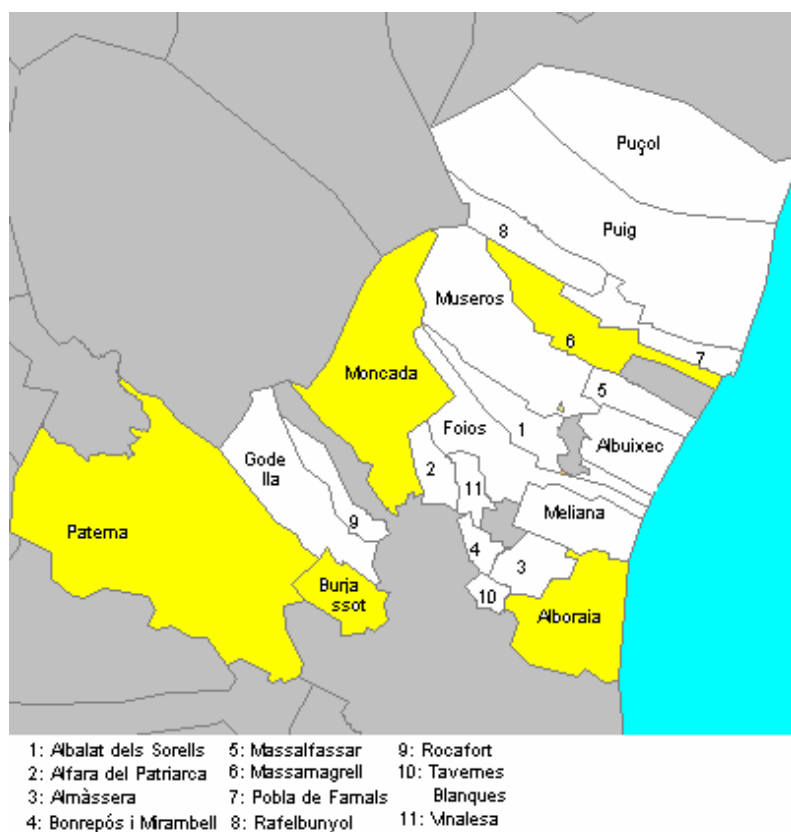 Puçol
Puig
8
Museros
6
7
Moncada
5
Foios
1
Albuixec
Gode
lla
2
11
9
Meliana
Paterna
4
3
Burja
ssot
10
Alboraia
1: Albalat dels Sorells
2: Alfara del Patriarca
3: Almàssera
4: Bonrepós i Mirambell
5: Massalfassar
6: Massamagrell
7: Pobla de Farnals
8: Rafelbunyol
9: Rocafort
10: Tavernes
Blanques
11: Vinalesa